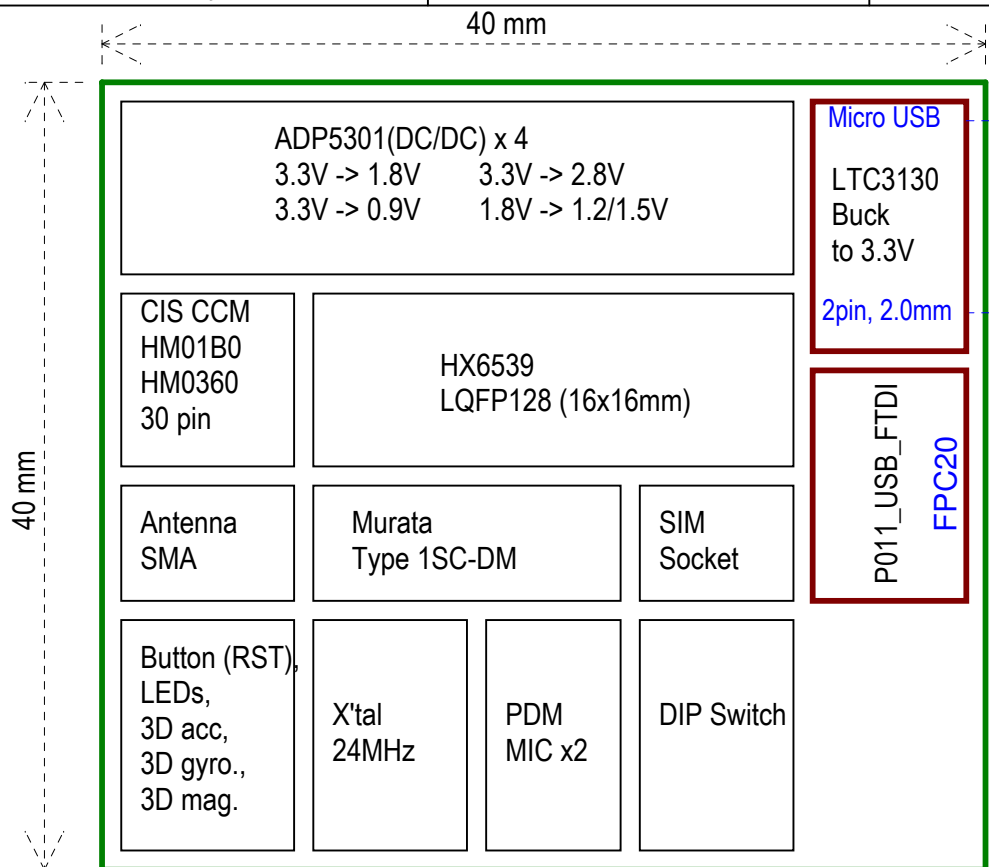 40 mm
40 mm
ADP5301(DC/DC) x 4
3.3V -> 1.8V 3.3V -> 2.8V
3.3V -> 0.9V 1.8V -> 1.2/1.5V
Micro USB
LTC3130
Buck
to 3.3V
2pin, 2.0mm
CIS CCM
HM01B0
HM0360
30 pin
HX6539
LQFP128 (16x16mm)
P011_USB_FTDI
FPC20
Antenna
SMA
Murata
Type 1SC-DM
SIM
Socket
Button (RST),
LEDs,
3D acc,
3D gyro.,
3D mag.
X'tal
24MHz
PDM
MIC x2
DIP Switch